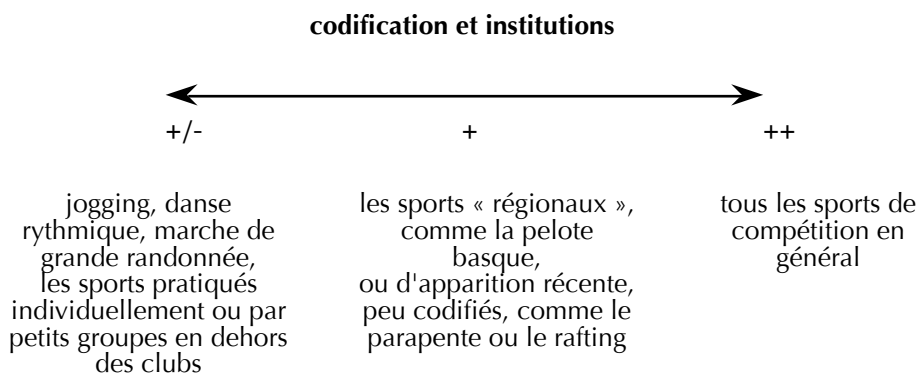 codification et institutions
+/-
+
++
jogging, danse
rythmique, marche de
grande randonnée,
les sports pratiqués
individuellement ou par
petits groupes en dehors
des clubs
les sports « régionaux »,
comme la pelote
basque,
ou d'apparition récente,
peu codifiés, comme le
parapente ou le rafting
tous les sports de
compétition en
général